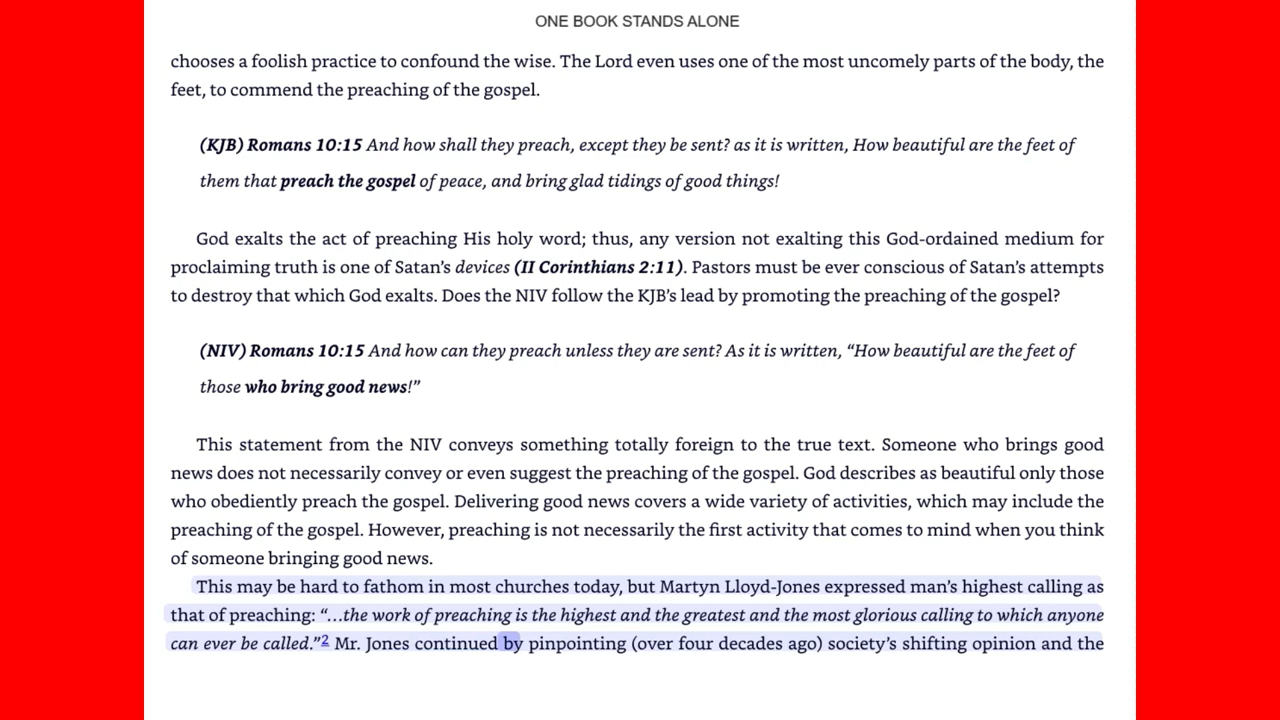 ONE BOOK STANDS ALONE
chooses a foolish practice to confound the wise. The Lord even uses one of the most uncomely parts of the body, the
feet, to commend the preaching of the gospel.
(KJB) Romans 10:15 And how shall they preach, except they be sent? as it is written, How beautiful are the feet of
them that preach the gospel of peace, and bring glad tidings of good things!
God exalts the act of preaching His holy word; thus, any version not exalting this God-ordained medium for
proclaiming truth is one of Satan's devices (II Corinthians 2:11). Pastors must be ever conscious of Satan's attempts
to destroy that which God exalts. Does the NIV follow the KJB's lead by promoting the preaching of the gospel?
(NIV) Romans 10:15 And how can they preach unless they are sent? As it is written, “How beautiful are the feet of
those who bring good news!”
This statement from the NIV conveys something totally foreign to the true text. Someone who brings good
news does not necessarily convey or even suggest the preaching of the gospel. God describes as beautiful only those
who obediently preach the gospel. Delivering good news covers a wide variety of activities, which may include the
preaching of the gospel. However, preaching is not necessarily the first activity that comes to mind when you think
of someone bringing good news.
This may be hard to fathom in most churches today, but Martyn Lloyd-Jones expressed man's highest calling as
that of preaching: “…the work of preaching is the highest and the greatest and the most glorious calling to which anyone
can ever be called.”2 Mr. Jones continued by pinpointing (over four decades ago) society's shifting opinion and the